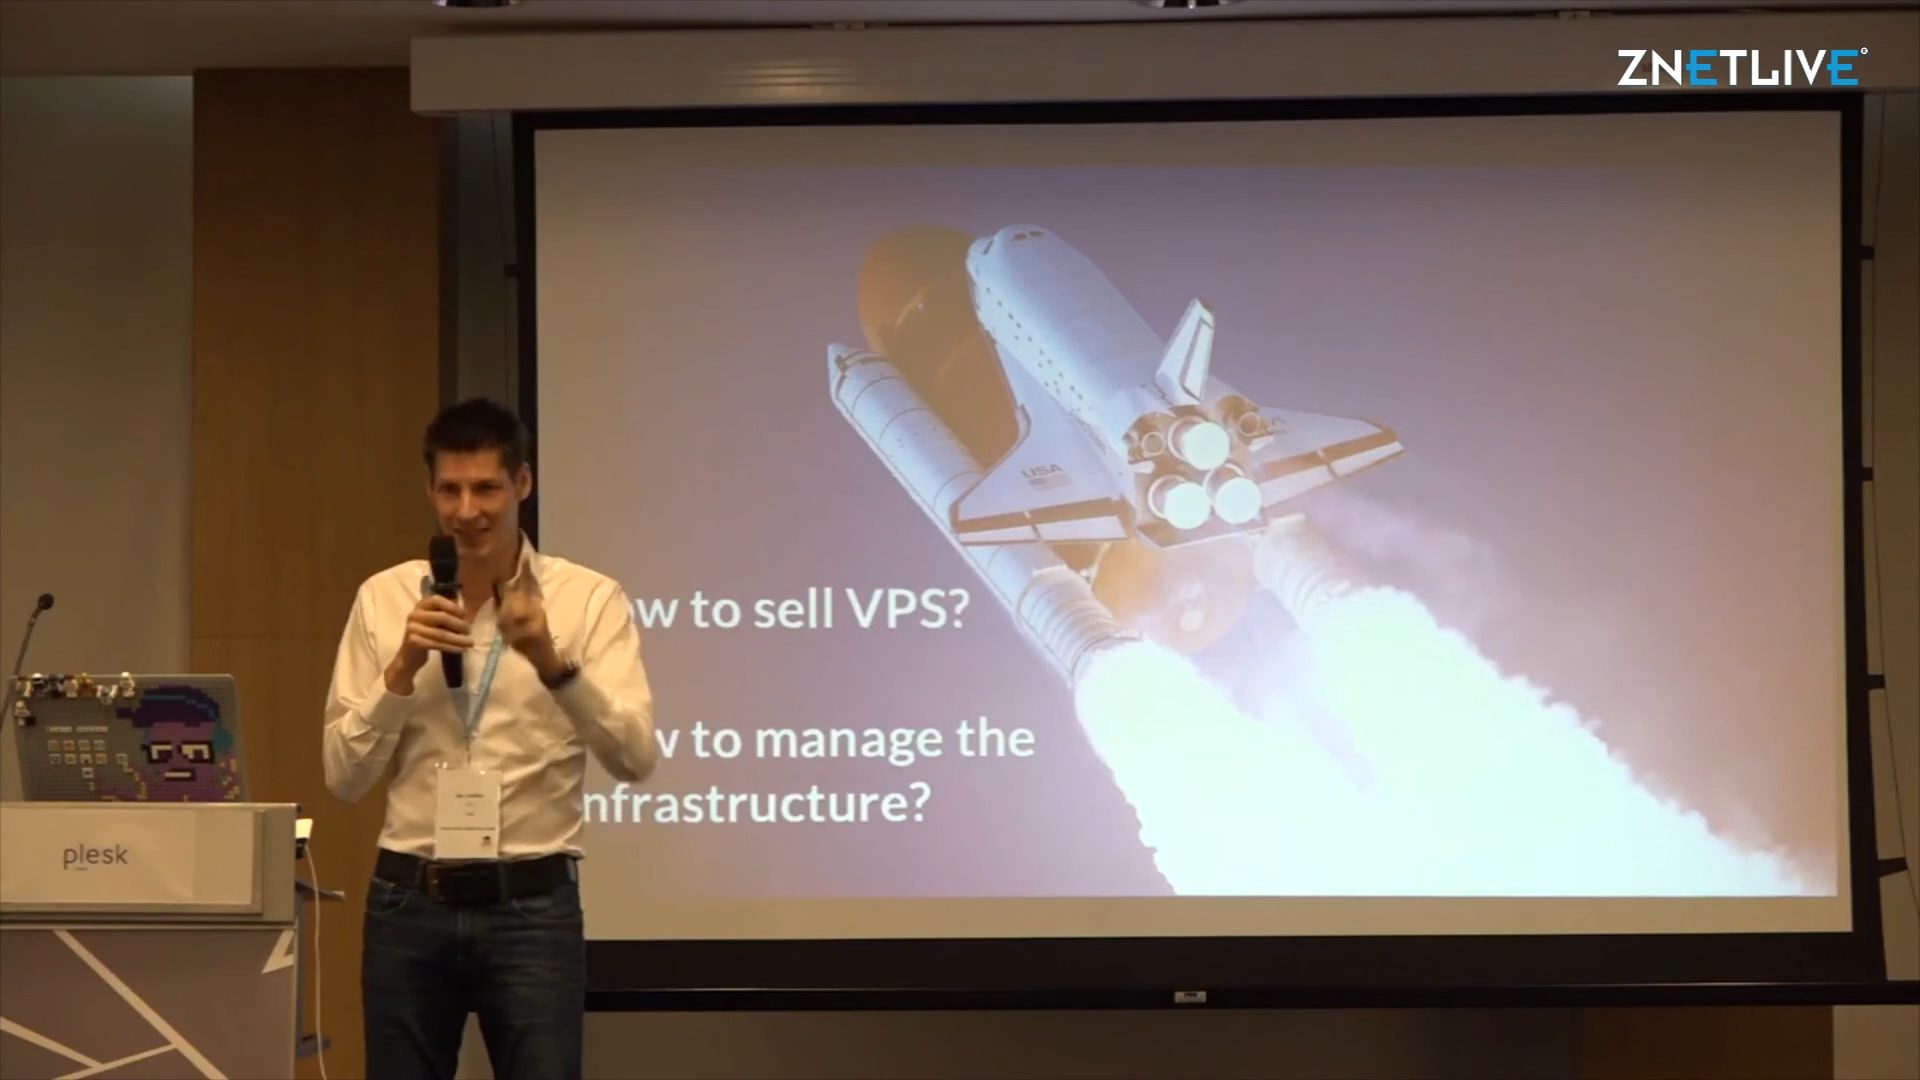 ZNETLIVE
USA
w to sell VPS?
w to manage the
nfrastructure?
plesk